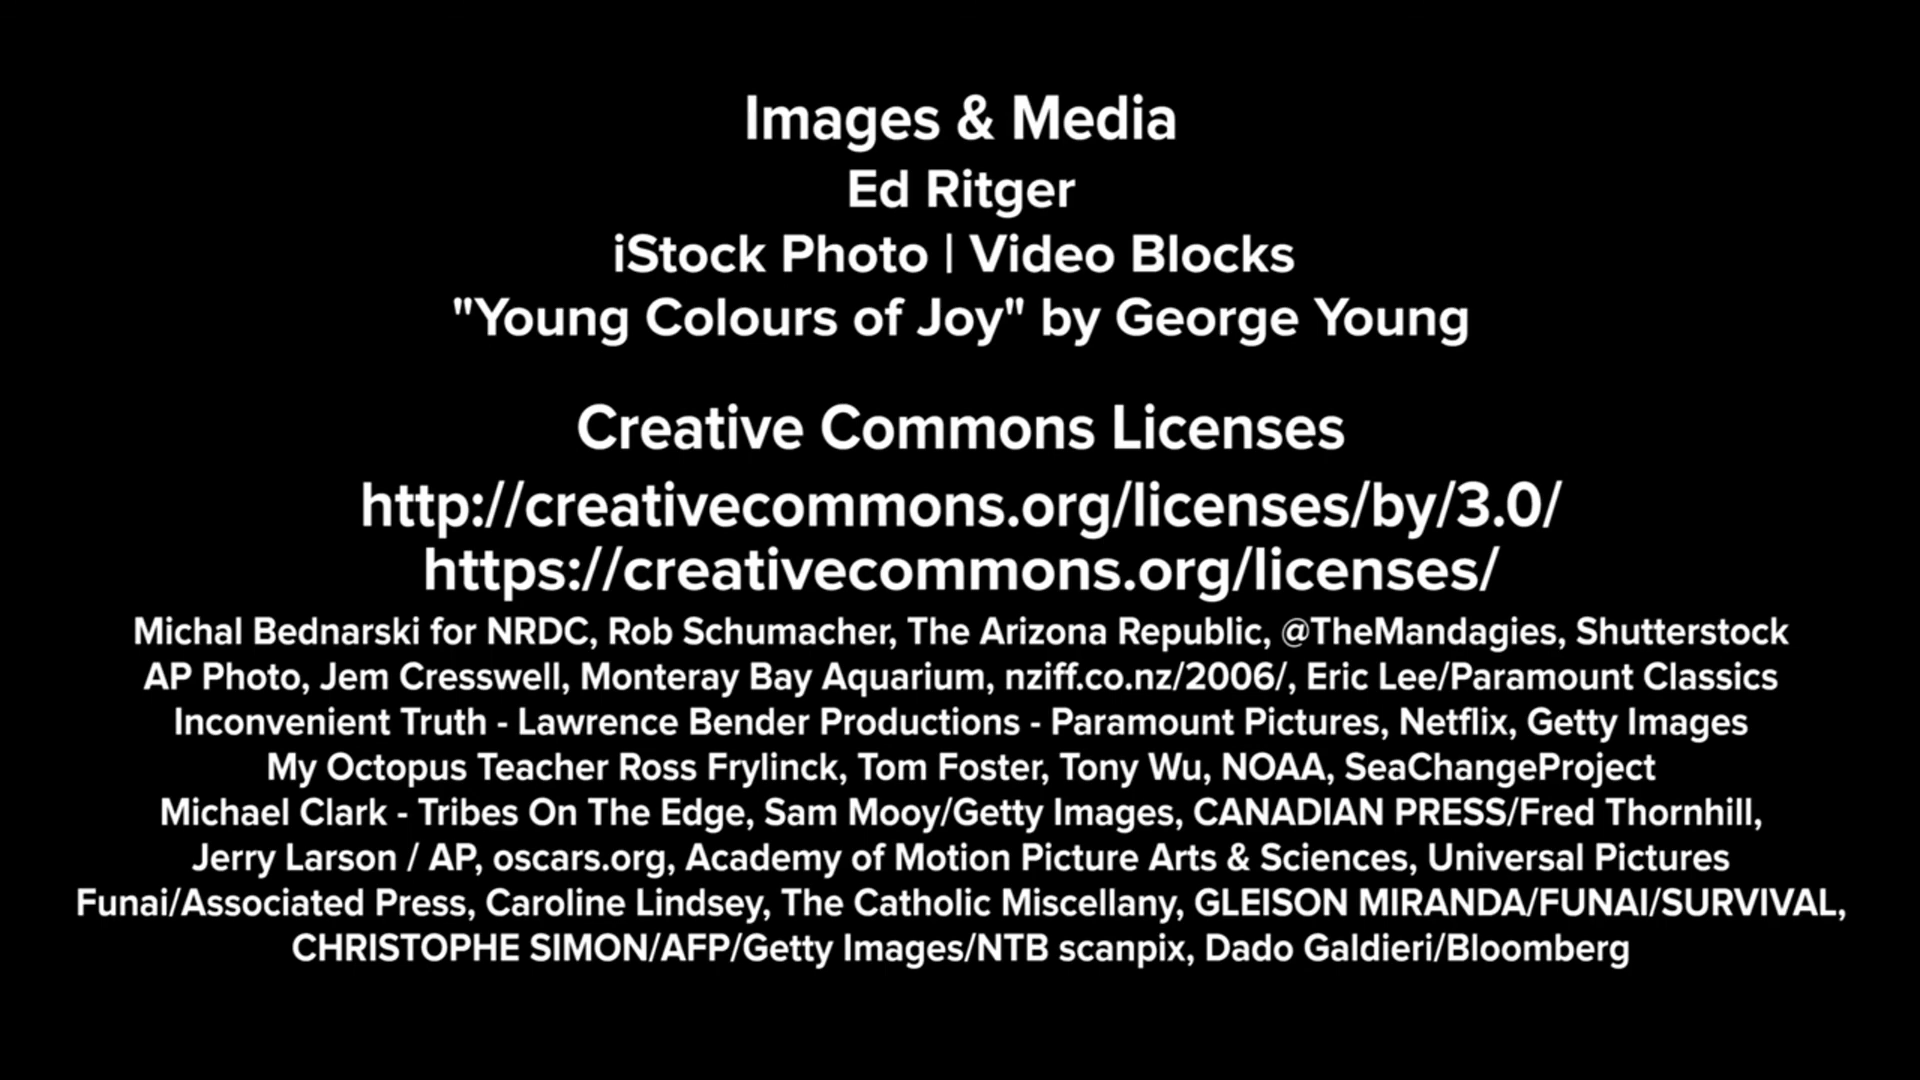 Images & Media
Ed Ritger
iStock Photo | Video Blocks
"Young Colours of Joy" by George Young
Creative Commons Licenses
http://creativecommons.org/licenses/by/3.0/
https://creativecommons.org/licenses/
Michal Bednarski for NRDC, Rob Schumacher, The Arizona Republic, @TheMandagies, Shutterstock
AP Photo, Jem Cresswell, Monteray Bay Aquarium, nziff.co.nz/2006/, Eric Lee/Paramount Classics
Inconvenient Truth - Lawrence Bender Productions - Paramount Pictures, Netflix, Getty Images
My Octopus Teacher Ross Frylinck, Tom Foster, Tony Wu, NOAA, SeaChangeProject
Michael Clark - Tribes On The Edge, Sam Mooy/Getty Images, CANADIAN PRESS/Fred Thornhill,
Jerry Larson / AP, oscars.org, Academy of Motion Picture Arts & Sciences, Universal Pictures
Funai/Associated Press, Caroline Lindsey, The Catholic Miscellany, GLEISON MIRANDA/FUNAI/SURVIVAL,
CHRISTOPHE SIMON/AFP/Getty Images/NTB scanpix, Dado Galdieri/Bloomberg